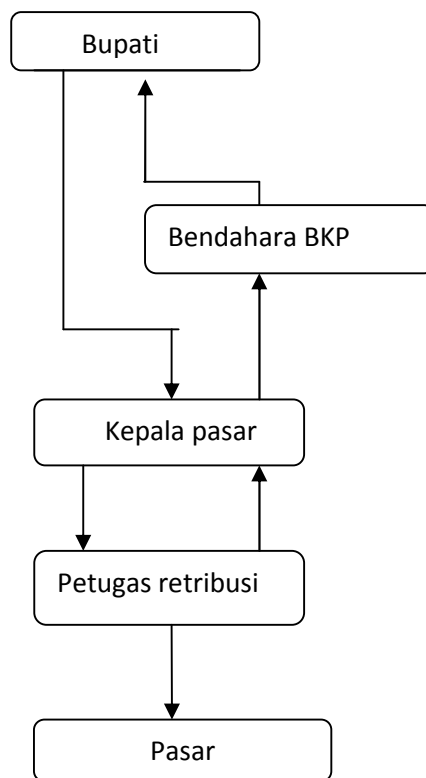 Bupati
Bendahara BKP
Kepala pasar
Petugas retribusi
Pasar